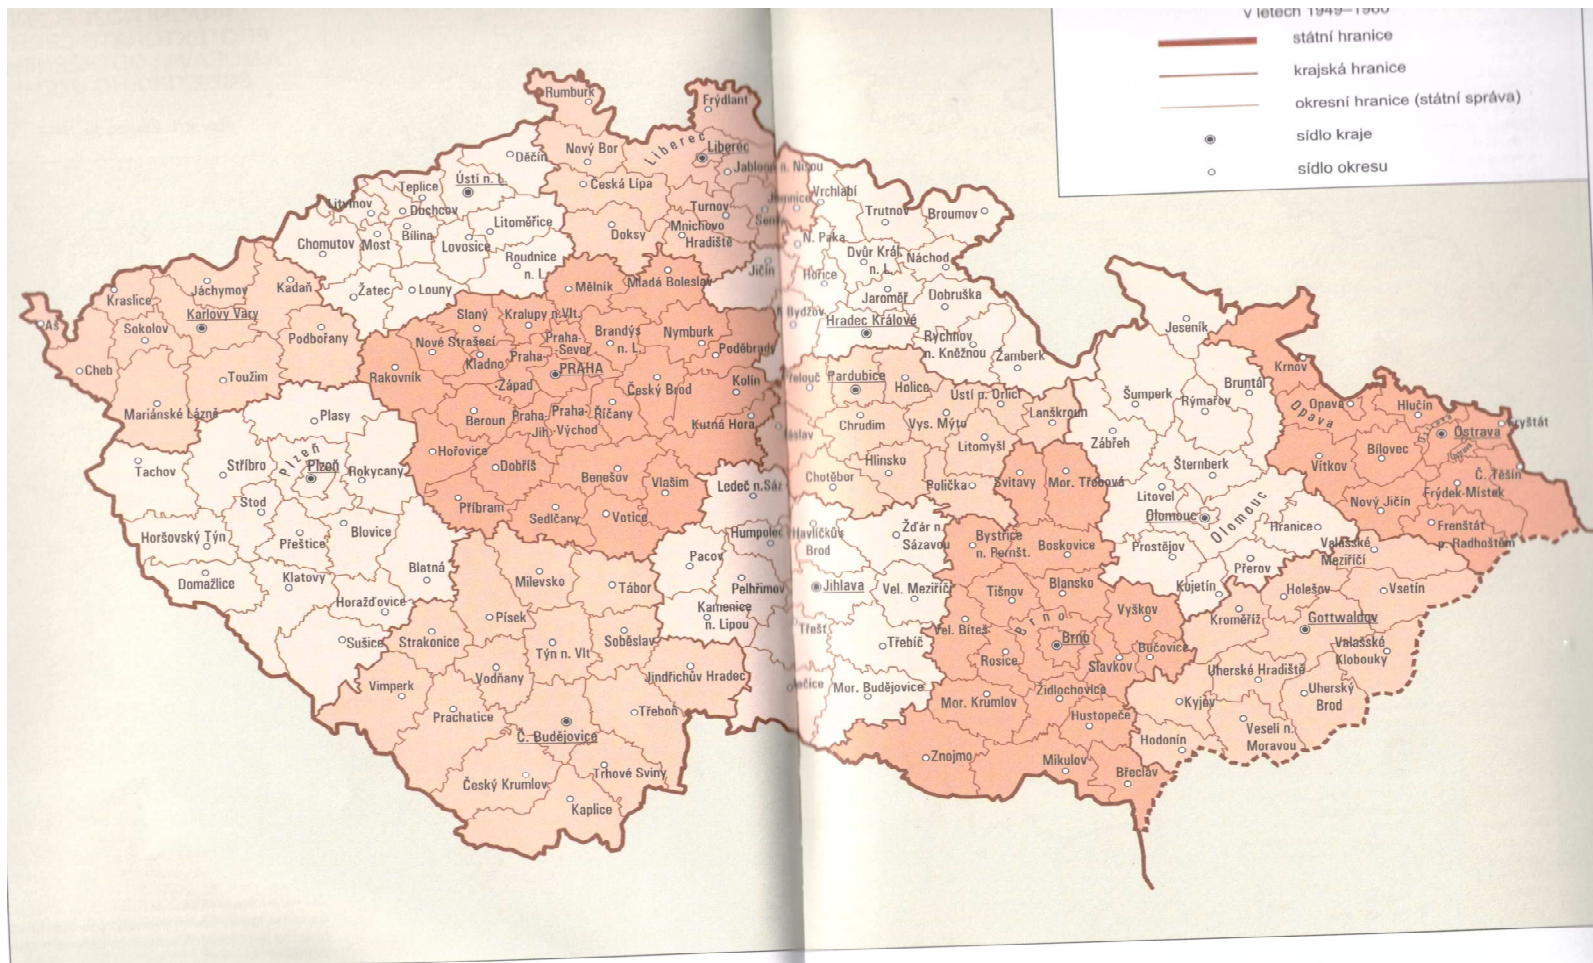 v letech 1949–1960
státní hranice
krajská hranice
okresní hranice (státní správa)
sídlo kraje
sídlo okresu
Rumburk
Frýdlant
Nový Bor
Liberec
Liberec
Děčín
Jablonec n. Nisou
Česká Lípa
Teplice
Ústí n. L.
Vrchlabí
Litvínov
Duchcov
Turnov
Jilemnice
Trutnov
Broumov
Semily
Litoměřice
Mnichovo
Hradiště
Bílina
Chomutov
Most
Lovosice
Doksy
N. Paka
Roudnice
n. L.
Dvůr Král.
n. L.
Náchod
Jičín
Hořice
Jáchymov
Kadaň
Žatec
Louny
Mělník
Mladá Boleslav
Jaroměř
Dobruška
Kraslice
Karlovy Vary
Slaný
Kralupy n. Vlt.
N. Bydžov
Hradec Králové
Aš
Sokolov
Podbořany
Nové Strašecí
Praha-
Sever
Brandýs
n. L.
Nymburk
Rychnov
n. Kněžnou
Jeseník
Kladno
Praha-
Západ
PRAHA
Poděbrady
Žamberk
Cheb
Toužim
Rakovník
Český Brod
Kolín
Přelouč
Pardubice
Holice
Krnov
Mariánské Lázně
Beroun
Praha-
Jih
Praha-
Východ
Říčany
Kutná Hora
Ústí n. Orlicí
Lanškroun
Šumperk
Bruntál
Rýmařov
Opava
Opava
Hlučín
Fryštát
Plasy
Čáslav
Chrudim
Vys. Mýto
Ostrava
Ostrava
Zábřeh
Litomyšl
Hořovice
Tachov
Stříbro
Plzeň
Plzeň
Rokycany
Dobříš
Benešov
Vlašim
Ledeč n. Sáz.
Chotěboř
Hlinsko
Polička
Svitavy
Mor. Třebová
Šternberk
Vítkov
Bílovec
Č. Těšín
Stod
Příbram
Sedlčany
Votice
Litovel
Olomouc
Olomouc
Nový Jičín
Frýdek-Místek
Horšovský Týn
Přeštice
Blovice
Humpolec
Havlíčkův
Brod
Žďár n.
Sázavou
Bystřice
n. Pernšt.
Boskovice
Prostějov
Hranice
Frenštát
p. Radhoštěm
Valašské
Meziříčí
Domažlice
Klatovy
Blatná
Milevsko
Tábor
Pacov
Pelhřimov
Jihlava
Vel. Meziříčí
Tišnov
Blansko
Kojetín
Přerov
Holešov
Vsetín
Horažďovice
Písek
Kamenice
n. Lipou
Vyškov
Kroměříž
Gottwaldov
Sušice
Strakonice
Týn n. Vlt
Soběslav
Třešť
Třebíč
Vel. Bíteš
Brno
Brno
Rosice
Slavkov
Bučovice
Valašské
Klobouky
Vimperk
Vodňany
Jindřichův Hradec
Dačice
Mor. Budějovice
Uherské Hradiště
Prachatice
Třeboň
Mor. Krumlov
Židlochovice
Hustopeče
Kyjov
Uherský
Brod
Č. Budějovice
Veselí n.
Moravou
Hodonín
Český Krumlov
Trhové Sviny
Znojmo
Mikulov
Břeclav
Kaplice